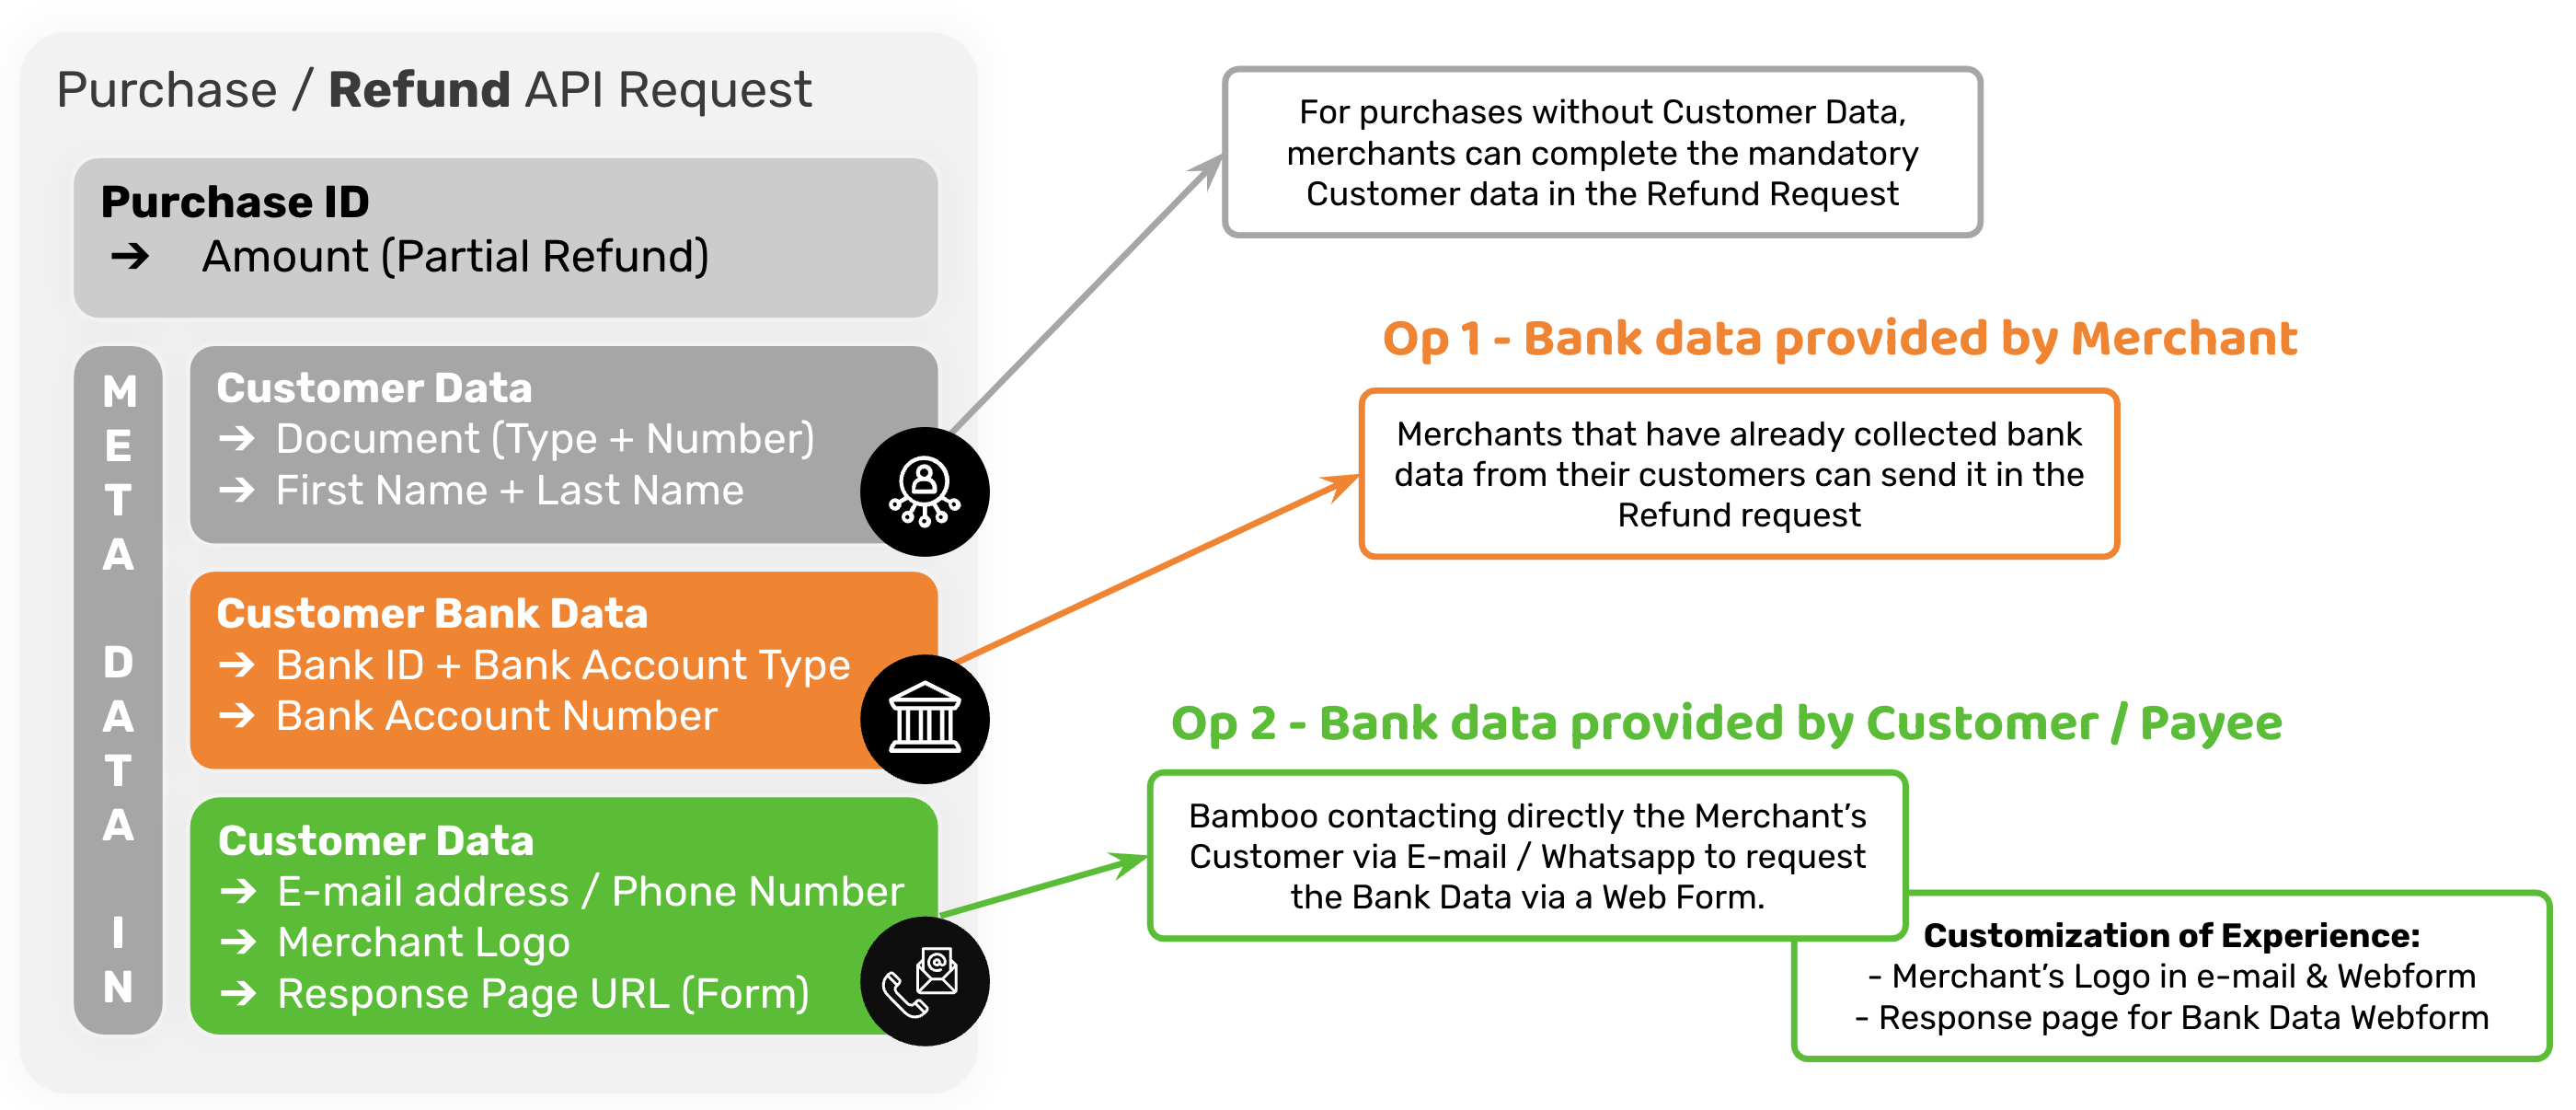 Purchase / Refund API Request
Purchase ID
➔ Amount (Partial Refund)
META DATA IN
Customer Data
➔ Document (Type + Number)
➔ First Name + Last Name
Customer Bank Data
➔ Bank ID + Bank Account Type
➔ Bank Account Number
Customer Data
➔ E-mail address / Phone Number
➔ Merchant Logo
➔ Response Page URL (Form)
For purchases without Customer Data,
merchants can complete the mandatory
Customer data in the Refund Request
Op 1 - Bank data provided by Merchant
Merchants that have already collected bank
data from their customers can send it in the
Refund request
Op 2 - Bank data provided by Customer / Payee
Bamboo contacting directly the Merchant’s
Customer via E-mail / Whatsapp to request
the Bank Data via a Web Form.
Customization of Experience:
- Merchant’s Logo in e-mail & Webform
- Response page for Bank Data Webform